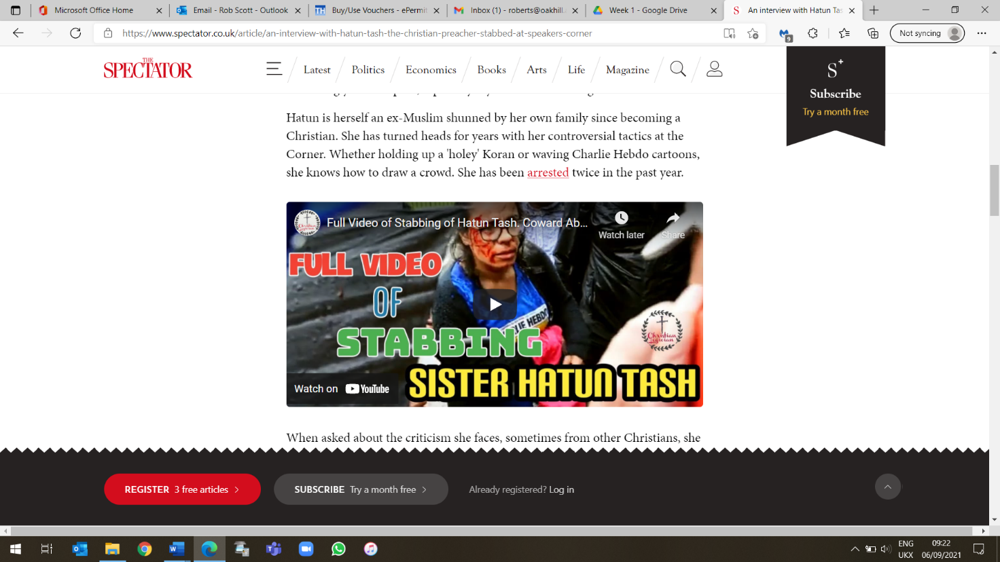 Microsoft Office Home
Email - Rob Scott - Outlook
TH Buy/Use Vouchers - ePermit
Inbox (1) - roberts@oakhill.
Week 1 - Google Drive
S An interview with Hatun Tas
https://www.spectator.co.uk/article/an-interview-with-hatun-tash-the-christian-preacher-stabbed-at-speakers-corner
9
Not syncing
THE
SPECTATOR
Latest
Politics
Economics
Books
Arts
Life
Magazine
S+
Subscribe
Try a month free
Hatun is herself an ex-Muslim shunned by her own family since becoming a
Christian. She has turned heads for years with her controversial tactics at the
Corner. Whether holding up a 'holey' Koran or waving Charlie Hebdo cartoons,
she knows how to draw a crowd. She has been arrested twice in the past year.
Full Video of Stabbing of Hatun Tash. Coward Ab...
Watch later
Share
FULL VIDEO
OF
STABBING
SISTER HATUN TASH
LIE HEBDO
Christian
Watch on YouTube
When asked about the criticism she faces, sometimes from other Christians, she
REGISTER 3 free articles
SUBSCRIBE Try a month free
Already registered? Log in
ENG
UKX
09:22
06/09/2021